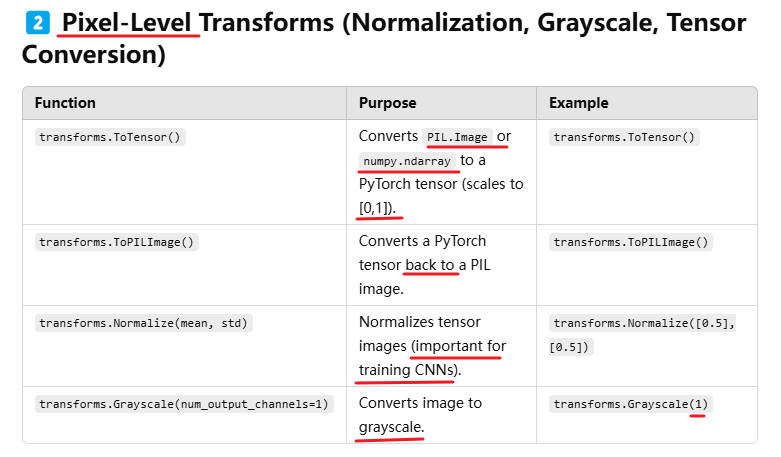 2 Pixel-Level Transforms (Normalization, Grayscale, Tensor
Conversion)
Function Purpose Example
transforms.ToTensor() Converts PIL.Image or transforms.ToTensor()
numpy.ndarray to a
PyTorch tensor (scales to
[0,1]).
transforms.ToPILImage() Converts a PyTorch transforms.ToPILImage()
tensor back to a PIL
image.
transforms.Normalize(mean, std) Normalizes tensor transforms.Normalize([0.5],
images (important for [0.5])
training CNNs).
transforms.Grayscale(num_output_channels=1) Converts image to transforms.Grayscale(1)
grayscale.